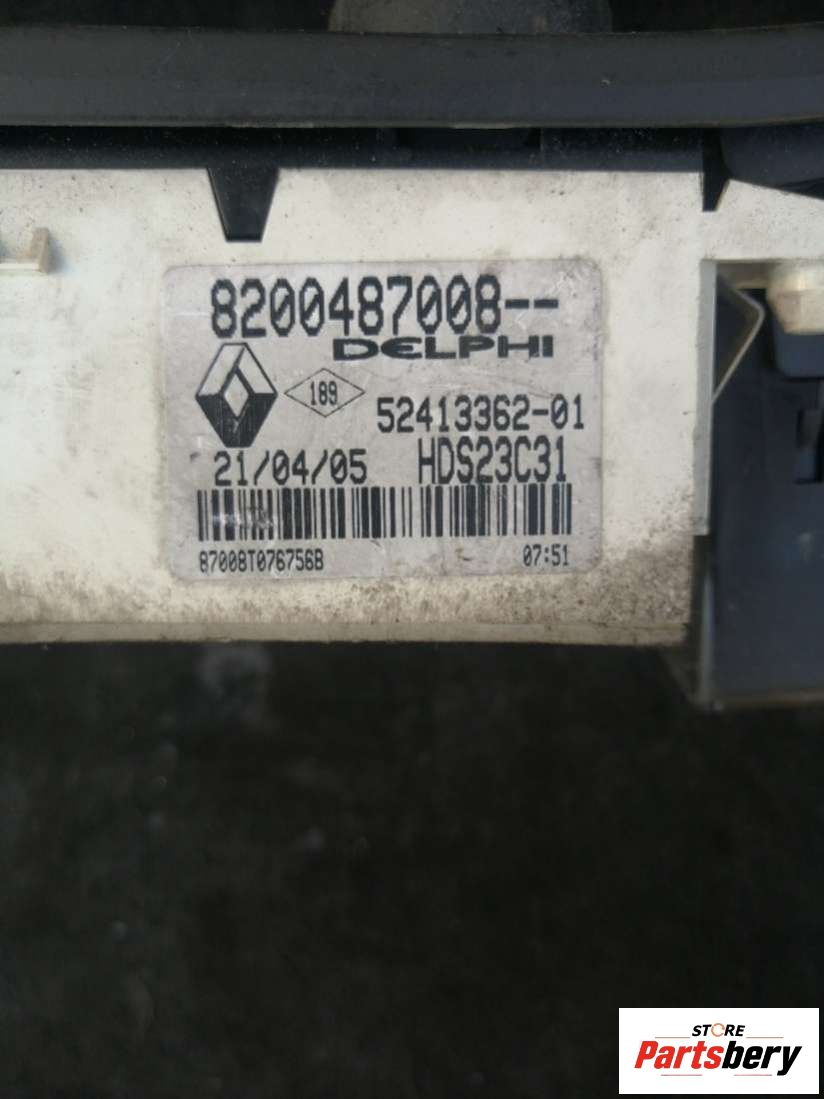 8200487008--
DELPHI
189
52413362-01
21/04/05 HDS23C31
87008T076756B 07:51
STORE
Partsbery